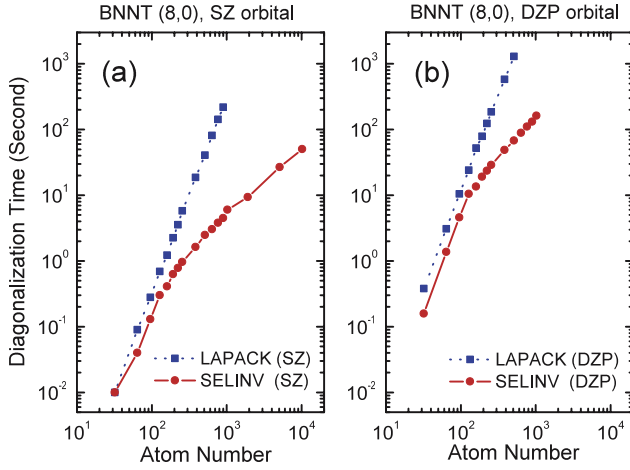 BNNT (8,0), SZ orbital
BNNT (8,0), DZP orbital
Diagonalization Time (Second)
(a)
10^3
10^2
10^1
10^0
10^-1
10^-2
LAPACK (SZ)
SELINV (SZ)
10^1 10^2 10^3 10^4
Atom Number
(b)
10^3
10^2
10^1
10^0
10^-1
10^-2
LAPACK (DZP)
SELINV (DZP)
10^1 10^2 10^3 10^4
Atom Number